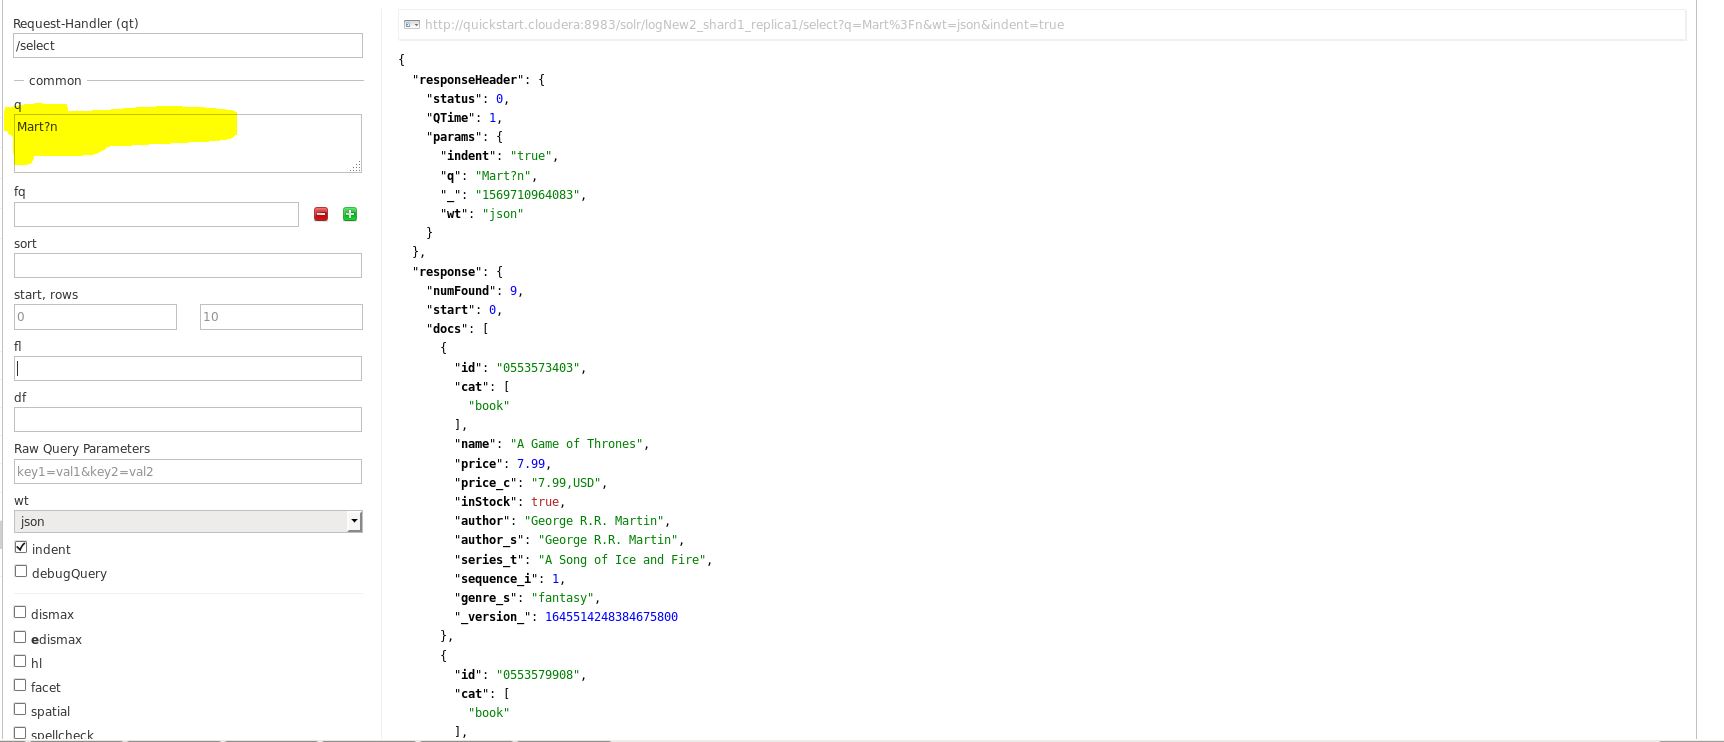 Request-Handler (qt)
/select
common
q
Mart?n
fq
sort
start, rows
0 10
fl
df
Raw Query Parameters
key1=val1&key2=val2
wt
json
indent
debugQuery
dismax
edismax
hl
facet
spatial
spellcheck
http://quickstart.cloudera:8983/solr/logNew2_shard1_replica1/select?q=Mart%3Fn&wt=json&indent=true
{
"responseHeader": {
"status": 0,
"QTime": 1,
"params": {
"indent": "true",
"q": "Mart?n",
"_": "1569710964083",
"wt": "json"
}
},
"response": {
"numFound": 9,
"start": 0,
"docs": [
{
"id": "0553573403",
"cat": [
"book"
],
"name": "A Game of Thrones",
"price": 7.99,
"price_c": "7.99,USD",
"inStock": true,
"author": "George R.R. Martin",
"author_s": "George R.R. Martin",
"series_t": "A Song of Ice and Fire",
"sequence_i": 1,
"genre_s": "fantasy",
"_version_": 1645514248384675800
},
{
"id": "0553579908",
"cat": [
"book"
],